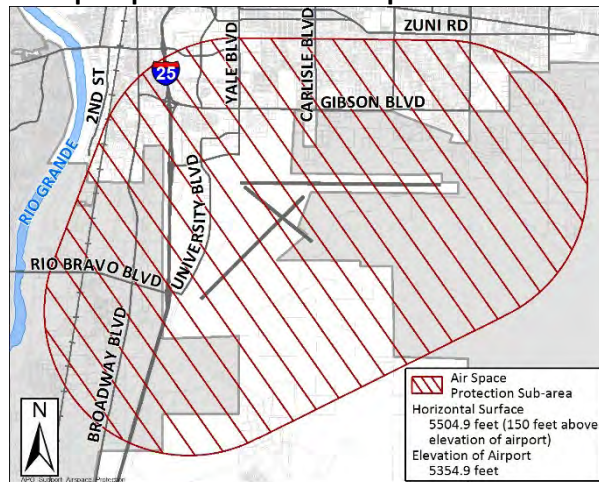 ZUNI RD
CARLISLE BLVD
YALE BLVD
25
2ND ST
GIBSON BLVD
RIO GRANDE
UNIVERSITY BLVD
RIO BRAVO BLVD
BROADWAY BLVD
N
Air Space
Protection Sub-area
Horizontal Surface
5504.9 feet (150 feet above
elevation of airport)
Elevation of Airport
5354.9 feet